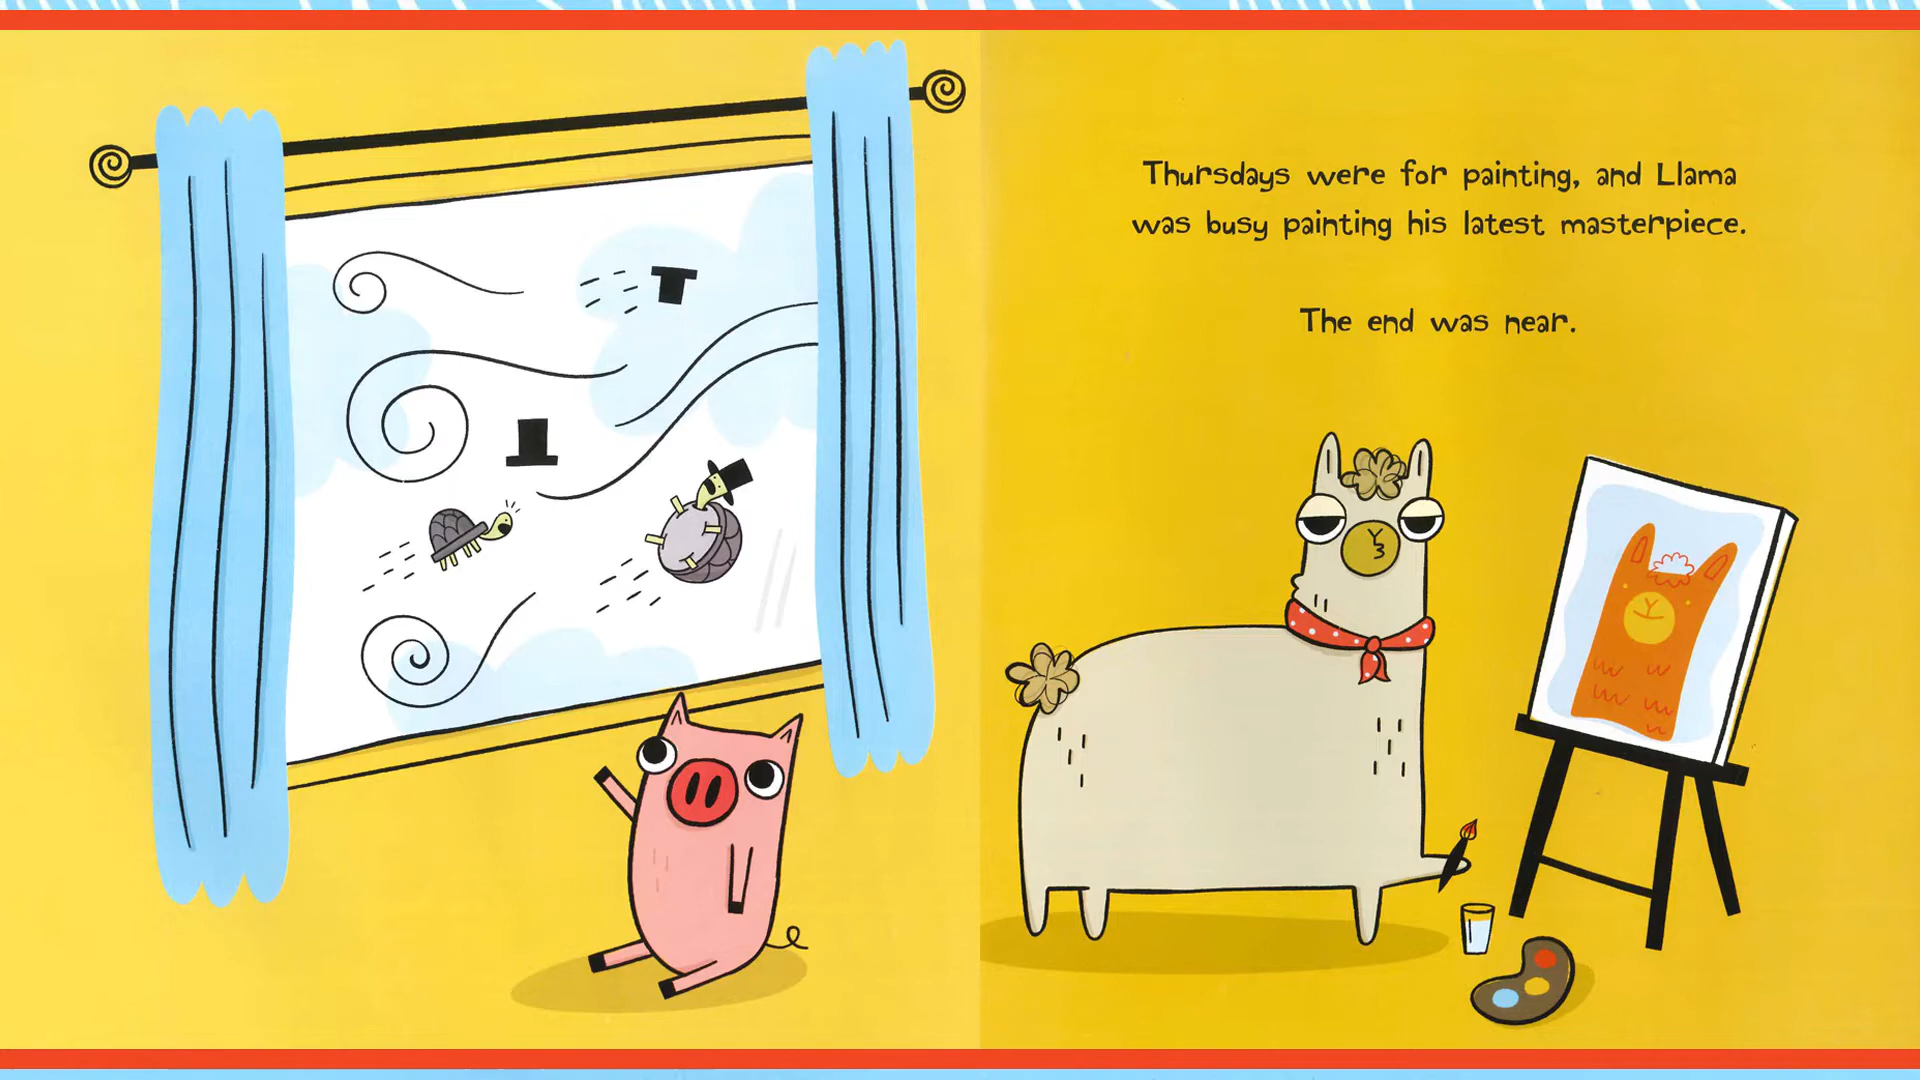 Thursdays were for painting, and Llama
was busy painting his latest masterpiece.
The end was near.